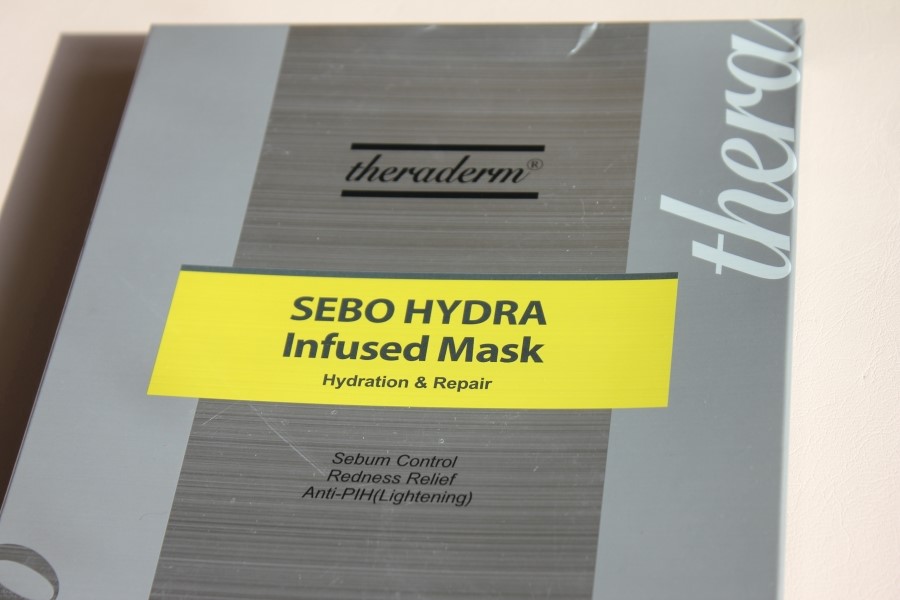 theraderm®
thera
SEBO HYDRA
Infused Mask
Hydration & Repair
Sebum Control
Redness Relief
Anti-PIH(Lightening)